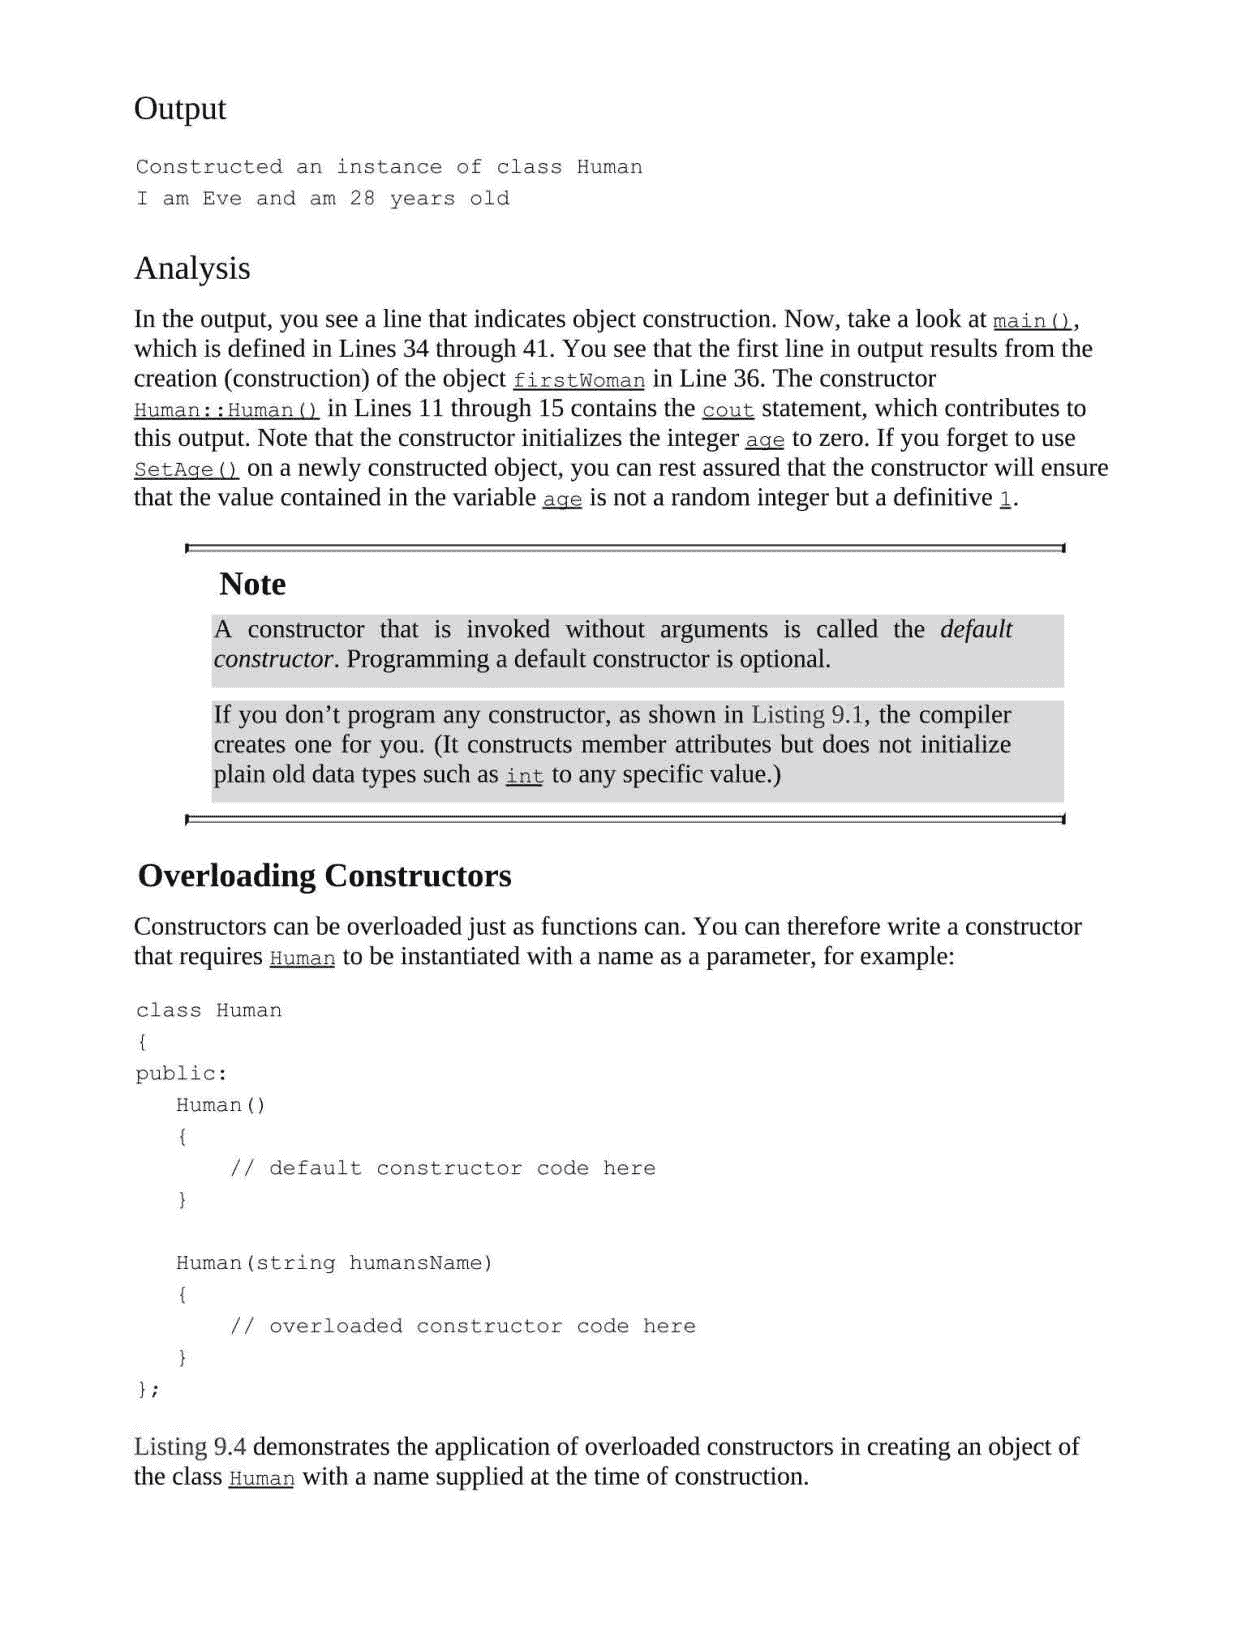 Output
Constructed an instance of class Human
I am Eve and am 28 years old
Analysis
In the output, you see a line that indicates object construction. Now, take a look at main(),
which is defined in Lines 34 through 41. You see that the first line in output results from the
creation (construction) of the object firstWoman in Line 36. The constructor
Human::Human() in Lines 11 through 15 contains the cout statement, which contributes to
this output. Note that the constructor initializes the integer age to zero. If you forget to use
SetAge() on a newly constructed object, you can rest assured that the constructor will ensure
that the value contained in the variable age is not a random integer but a definitive 1.
Note
A constructor that is invoked without arguments is called the default
constructor. Programming a default constructor is optional.
If you don’t program any constructor, as shown in Listing 9.1, the compiler
creates one for you. (It constructs member attributes but does not initialize
plain old data types such as int to any specific value.)
Overloading Constructors
Constructors can be overloaded just as functions can. You can therefore write a constructor
that requires Human to be instantiated with a name as a parameter, for example:
class Human
{
public:
   Human()
   {
       // default constructor code here
   }
   Human(string humansName)
   {
       // overloaded constructor code here
   }
};
Listing 9.4 demonstrates the application of overloaded constructors in creating an object of
the class Human with a name supplied at the time of construction.